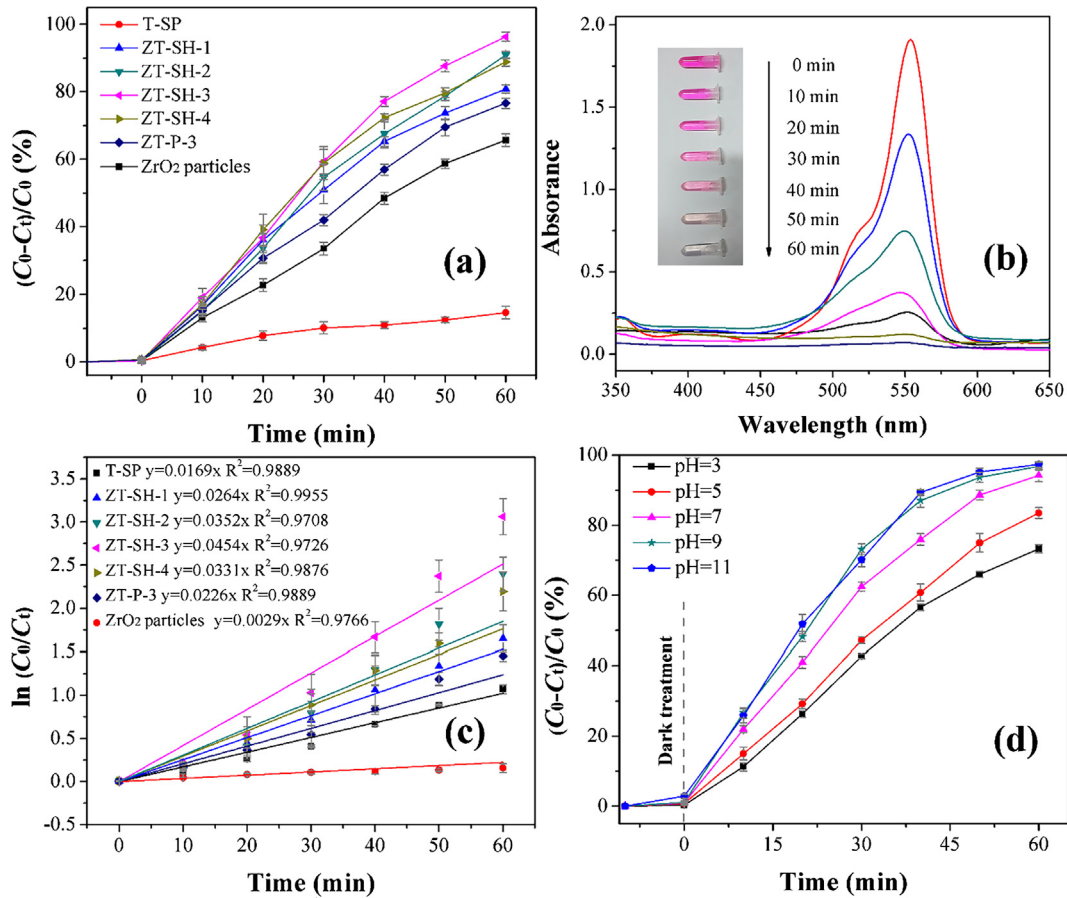 (a)
(C0-Ct)/C0 (%)
100
80
60
40
20
0
T-SP
ZT-SH-1
ZT-SH-2
ZT-SH-3
ZT-SH-4
ZT-P-3
ZrO2 particles
0 10 20 30 40 50 60
Time (min)
(b)
Absorance
2.0
1.5
1.0
0.5
0.0
0 min
10 min
20 min
30 min
40 min
50 min
60 min
350 400 450 500 550 600 650
Wavelength (nm)
(c)
ln (C0/Ct)
3.5
3.0
2.5
2.0
1.5
1.0
0.5
0.0
-0.5
T-SP y=0.0169x R²=0.9889
ZT-SH-1 y=0.0264x R²=0.9955
ZT-SH-2 y=0.0352x R²=0.9708
ZT-SH-3 y=0.0454x R²=0.9726
ZT-SH-4 y=0.0331x R²=0.9876
ZT-P-3 y=0.0226x R²=0.9889
ZrO2 particles y=0.0029x R²=0.9766
0 10 20 30 40 50 60
Time (min)
(d)
(C0-Ct)/C0 (%)
100
80
60
40
20
0
pH=3
pH=5
pH=7
pH=9
pH=11
Dark treatment
0 15 30 45 60
Time (min)